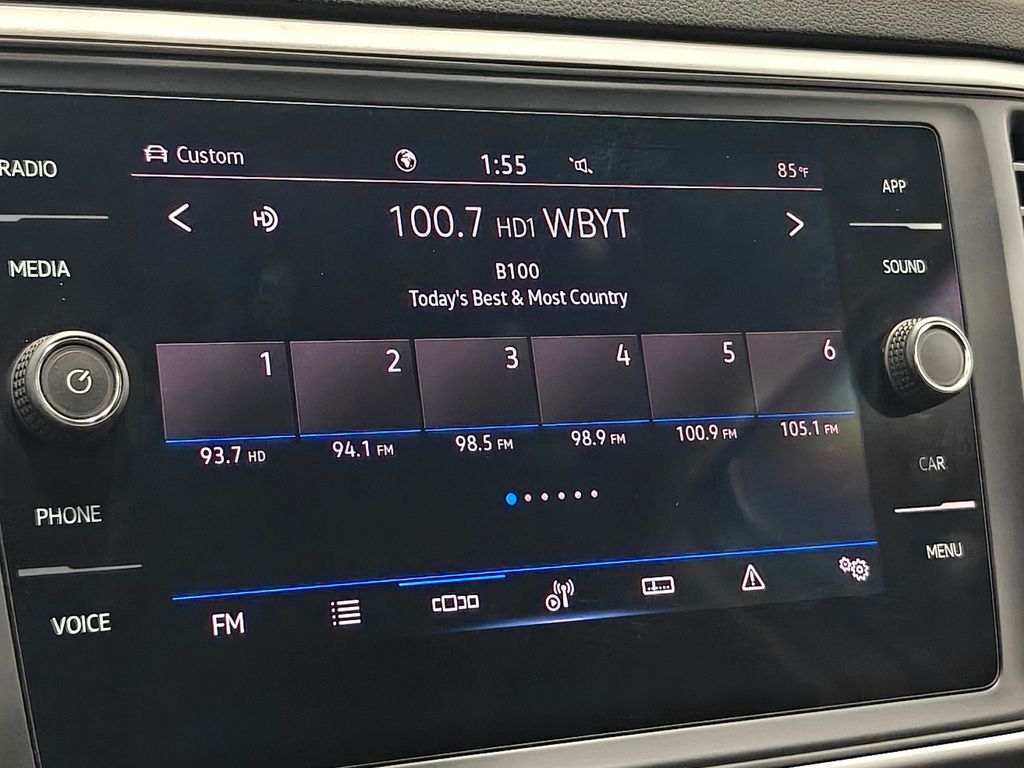 RADIO
MEDIA
PHONE
VOICE
Custom 1:55 85°F
HD 100.7 HD1 WBYT
B100
Today's Best & Most Country
1 2 3 4 5 6
93.7 HD 94.1 FM 98.5 FM 98.9 FM 100.9 FM 105.1 FM
FM
APP
SOUND
CAR
MENU